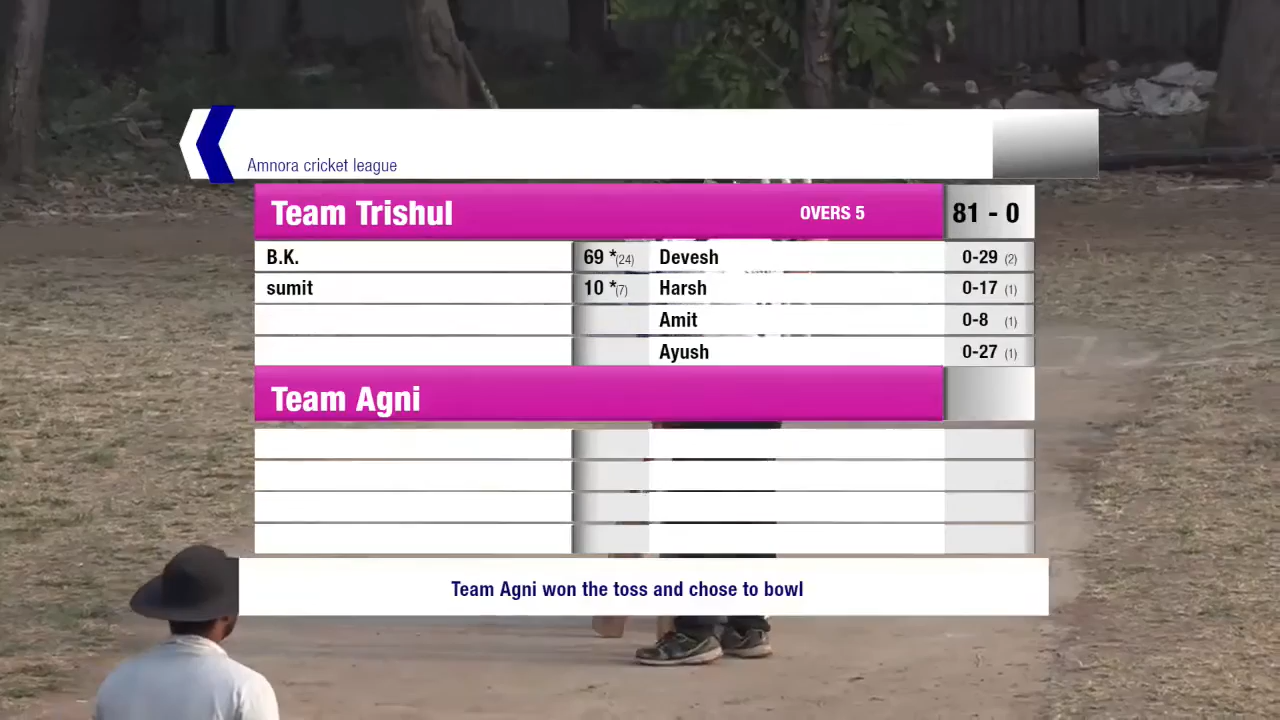 Amnora cricket league
Team Trishul OVERS 5 81 - 0
B.K. 69 *(24) Devesh 0-29 (2)
sumit 10 *(7) Harsh 0-17 (1)
Amit 0-8 (1)
Ayush 0-27 (1)
Team Agni
Team Agni won the toss and chose to bowl